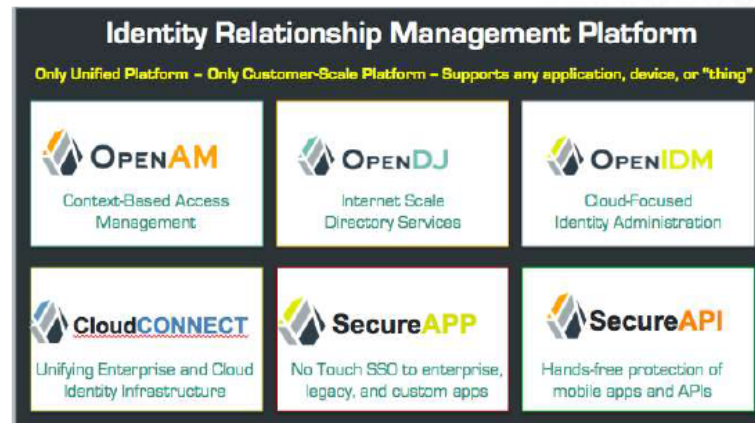 Identity Relationship Management Platform
Only Unified Platform – Only Customer-Scale Platform – Supports any application, device, or "thing"
OPENAM
Context-Based Access
Management
OPENDJ
Internet Scale
Directory Services
OPENIDM
Cloud-Focused
Identity Administration
CloudCONNECT
Unifying Enterprise and Cloud
Identity Infrastructure
SecureAPP
No Touch SSO to enterprise,
legacy, and custom apps
SecureAPI
Hands-free protection of
mobile apps and APIs